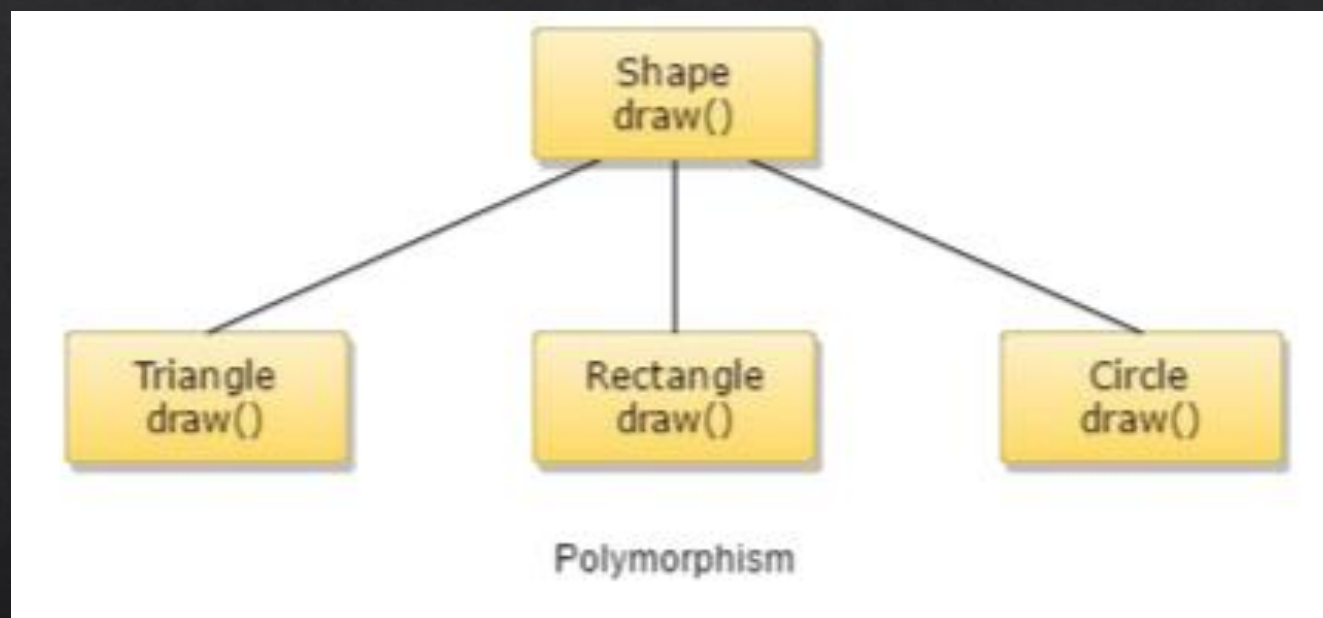 Shape
draw()
Triangle
draw()
Rectangle
draw()
Circle
draw()
Polymorphism